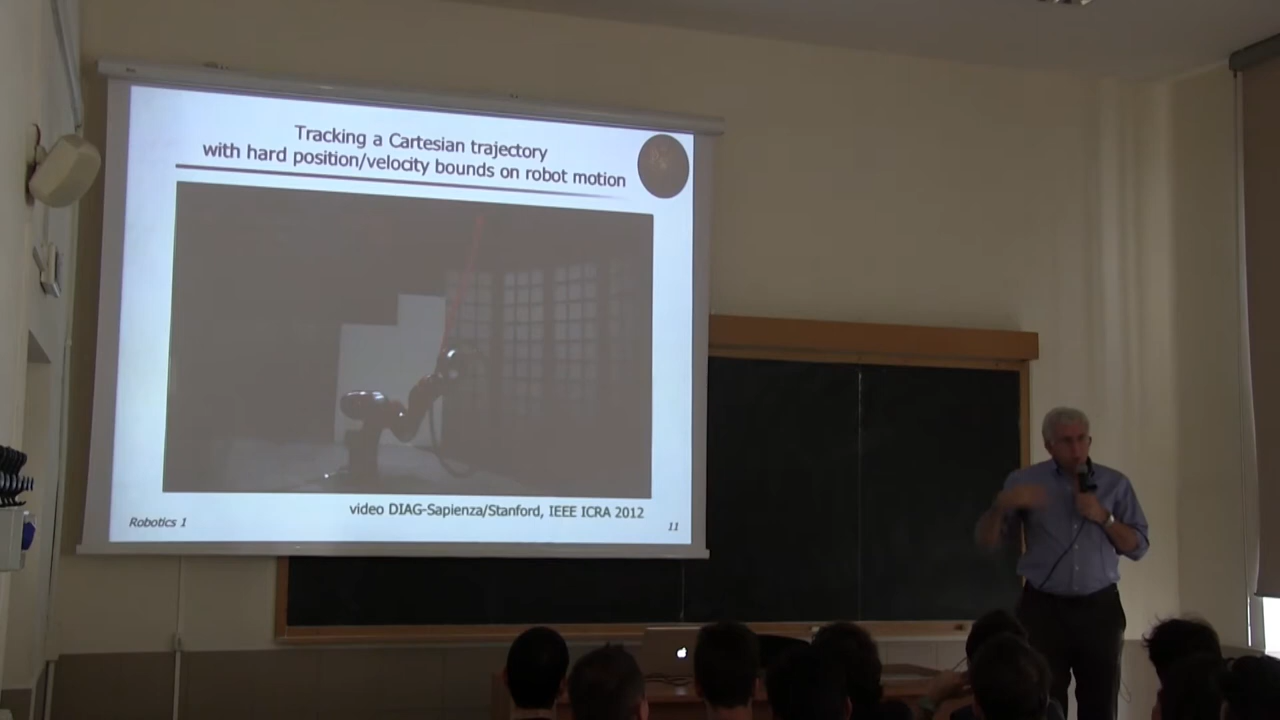 Tracking a Cartesian trajectory
with hard position/velocity bounds on robot motion
video DIAG-Sapienza/Stanford, IEEE ICRA 2012
Robotics 1
11